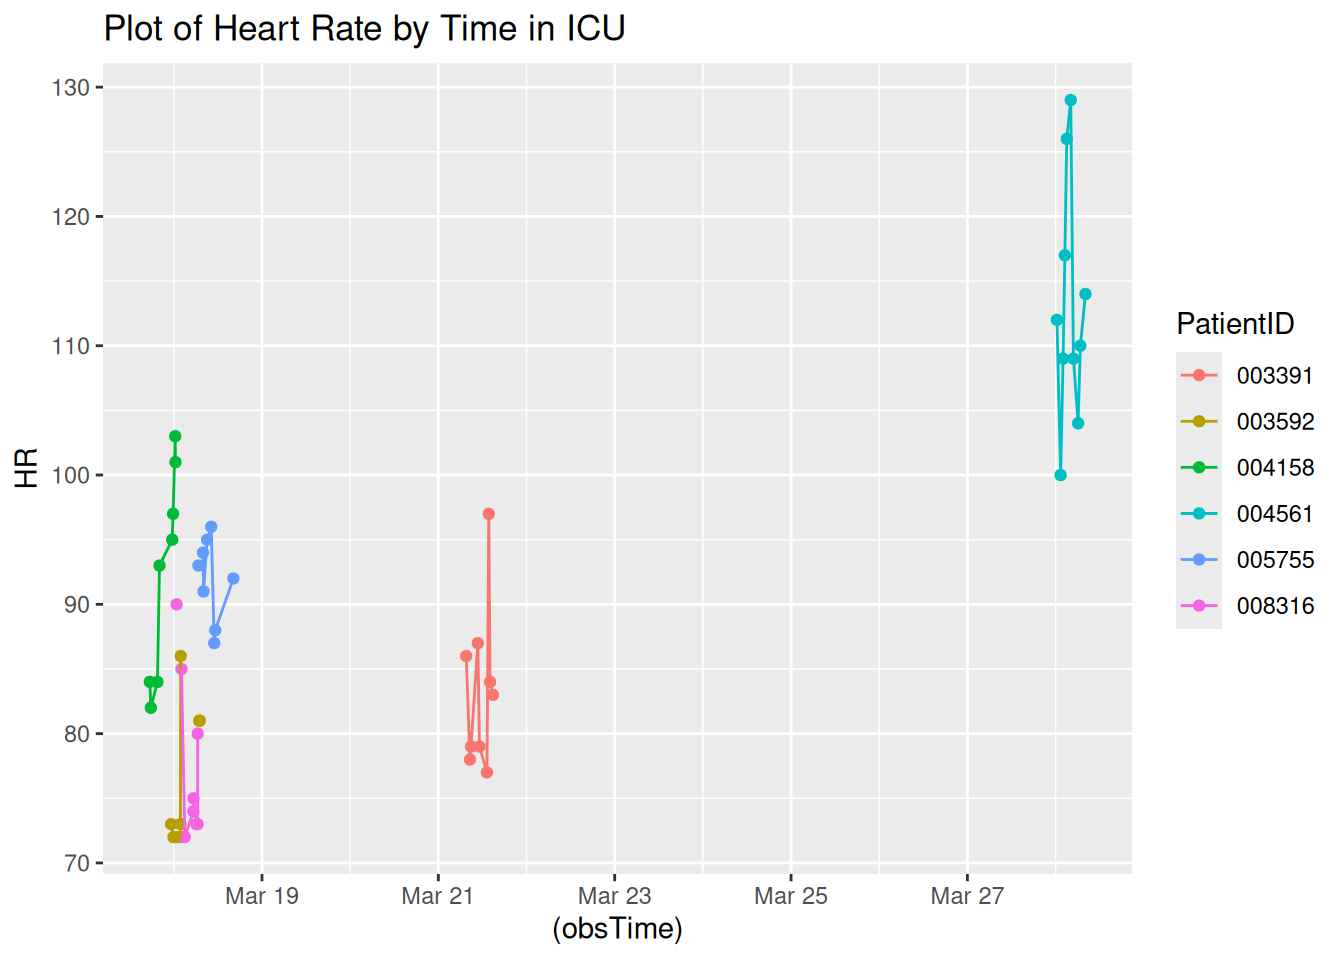 Plot of Heart Rate by Time in ICU
130
120
110
100
90
80
70
HR
Mar 19
Mar 21
Mar 23
Mar 25
Mar 27
(obsTime)
PatientID
003391
003592
004158
004561
005755
008316